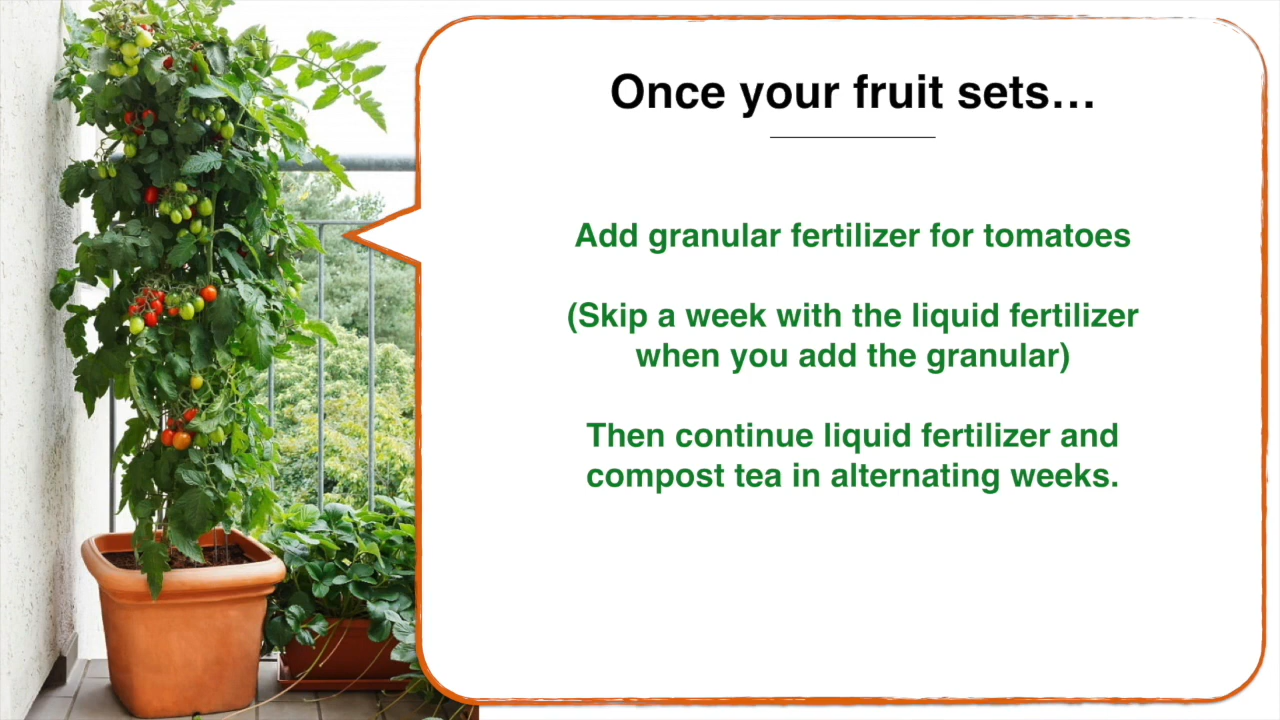 Once your fruit sets…
Add granular fertilizer for tomatoes
(Skip a week with the liquid fertilizer
when you add the granular)
Then continue liquid fertilizer and
compost tea in alternating weeks.